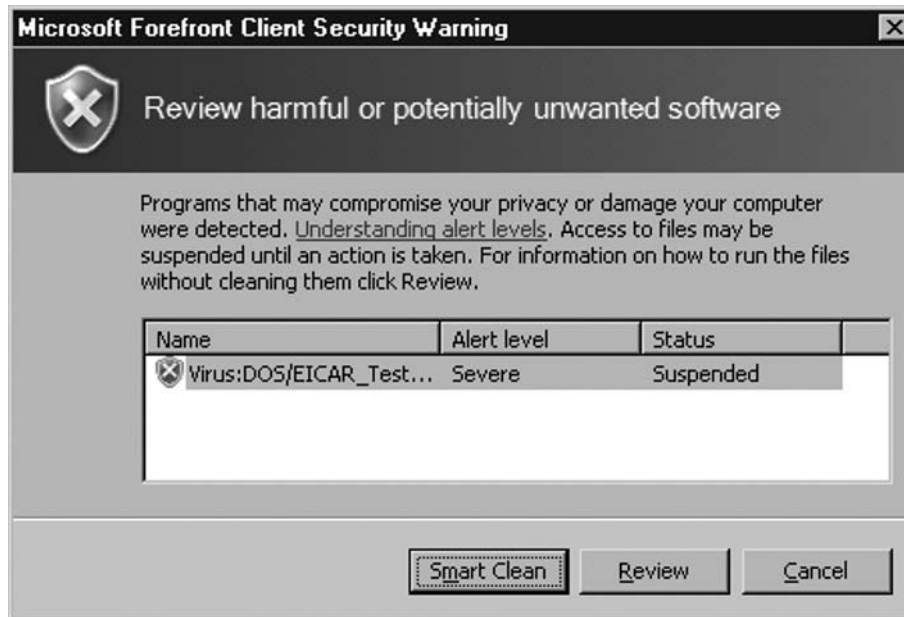 Microsoft Forefront Client Security Warning
Review harmful or potentially unwanted software
Programs that may compromise your privacy or damage your computer
were detected. Understanding alert levels. Access to files may be
suspended until an action is taken. For information on how to run the files
without cleaning them click Review.
Name Alert level Status
Virus:DOS/EICAR_Test... Severe Suspended
Smart Clean Review Cancel